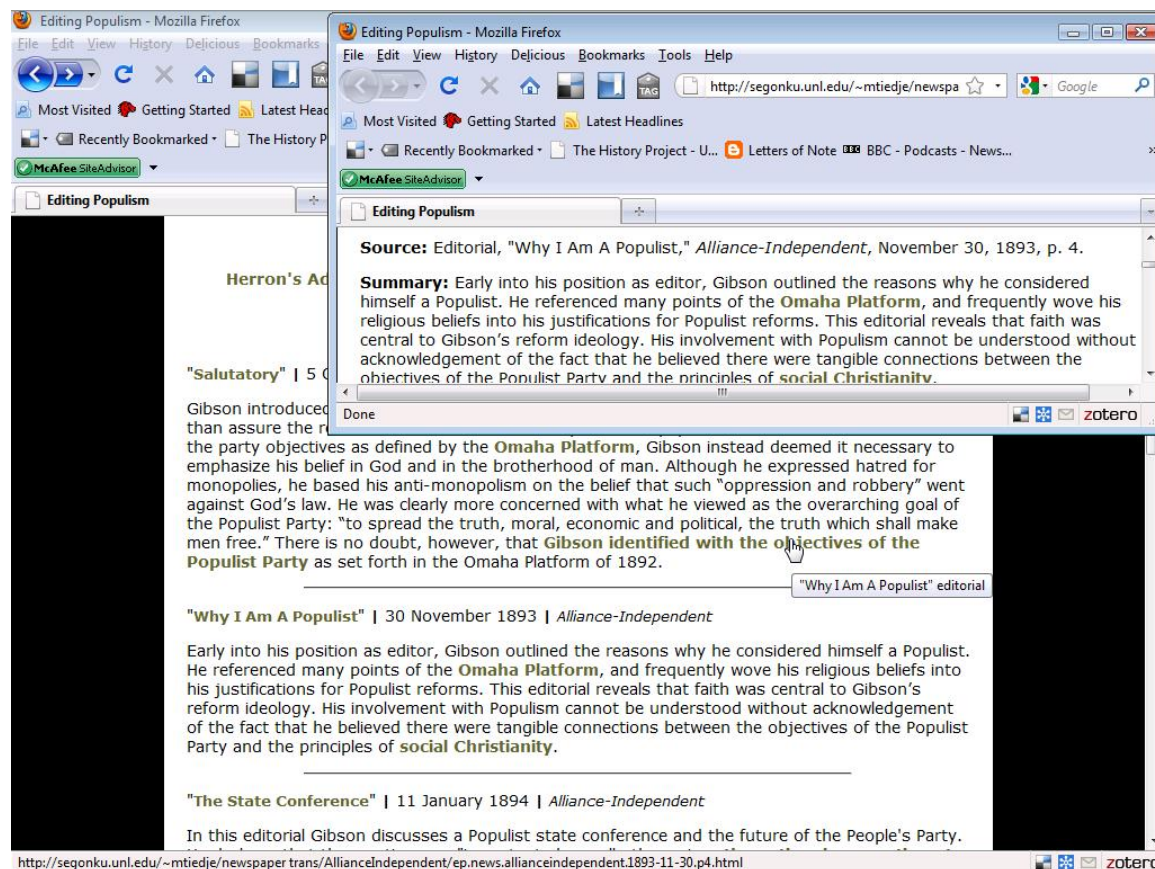 Editing Populism - Mozilla Firefox
File Edit View History Delicious Bookmarks
TAG
Most Visited Getting Started Latest Head
Recently Bookmarked The History P
McAfee SiteAdvisor
Editing Populism
Herron's Ad
"Salutatory" | 5 O
Gibson introduced
than assure the r
the party objectives as defined by the Omaha Platform, Gibson instead deemed it necessary to
emphasize his belief in God and in the brotherhood of man. Although he expressed hatred for
monopolies, he based his anti-monopolism on the belief that such “oppression and robbery” went
against God’s law. He was clearly more concerned with what he viewed as the overarching goal of
the Populist Party: “to spread the truth, moral, economic and political, the truth which shall make
men free.” There is no doubt, however, that Gibson identified with the objectives of the
Populist Party as set forth in the Omaha Platform of 1892.
"Why I Am A Populist" editorial
"Why I Am A Populist" | 30 November 1893 | Alliance-Independent
Early into his position as editor, Gibson outlined the reasons why he considered himself a Populist.
He referenced many points of the Omaha Platform, and frequently wove his religious beliefs into
his justifications for Populist reforms. This editorial reveals that faith was central to Gibson’s
reform ideology. His involvement with Populism cannot be understood without acknowledgement
of the fact that he believed there were tangible connections between the objectives of the Populist
Party and the principles of social Christianity.
"The State Conference" | 11 January 1894 | Alliance-Independent
In this editorial Gibson discusses a Populist state conference and the future of the People's Party.
http://segonku.unl.edu/~mtiedje/newspaper trans/AllianceIndependent/ep.news.allianceindependent.1893-11-30.p4.html
zotero
Editing Populism - Mozilla Firefox
File Edit View History Delicious Bookmarks Tools Help
TAG
http://segonku.unl.edu/~mtiedje/newspa
Google
Most Visited Getting Started Latest Headlines
Recently Bookmarked The History Project - U... Letters of Note BBC BBC - Podcasts - News...
McAfee SiteAdvisor
Editing Populism
Source: Editorial, "Why I Am A Populist," Alliance-Independent, November 30, 1893, p. 4.
Summary: Early into his position as editor, Gibson outlined the reasons why he considered
himself a Populist. He referenced many points of the Omaha Platform, and frequently wove his
religious beliefs into his justifications for Populist reforms. This editorial reveals that faith was
central to Gibson's reform ideology. His involvement with Populism cannot be understood without
acknowledgement of the fact that he believed there were tangible connections between the
objectives of the Populist Party and the principles of social Christianity.
Done
zotero